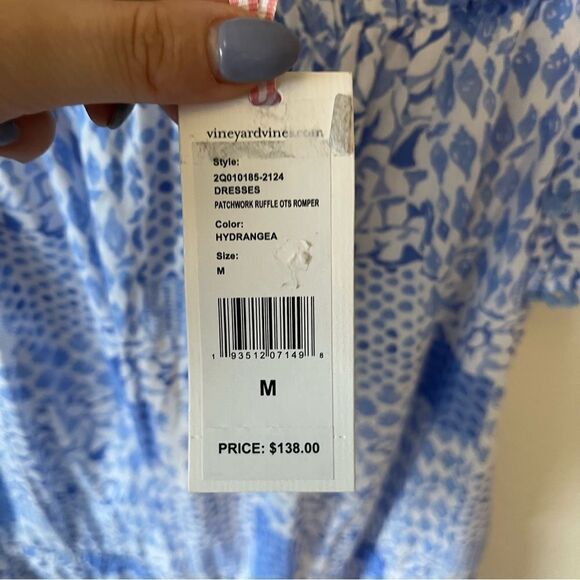 vineyardvines.com
Style:
2Q010185-2124
DRESSES
PATCHWORK RUFFLE OTS ROMPER
Color:
HYDRANGEA
Size:
M
1 93512 07149 8
M
PRICE: $138.00